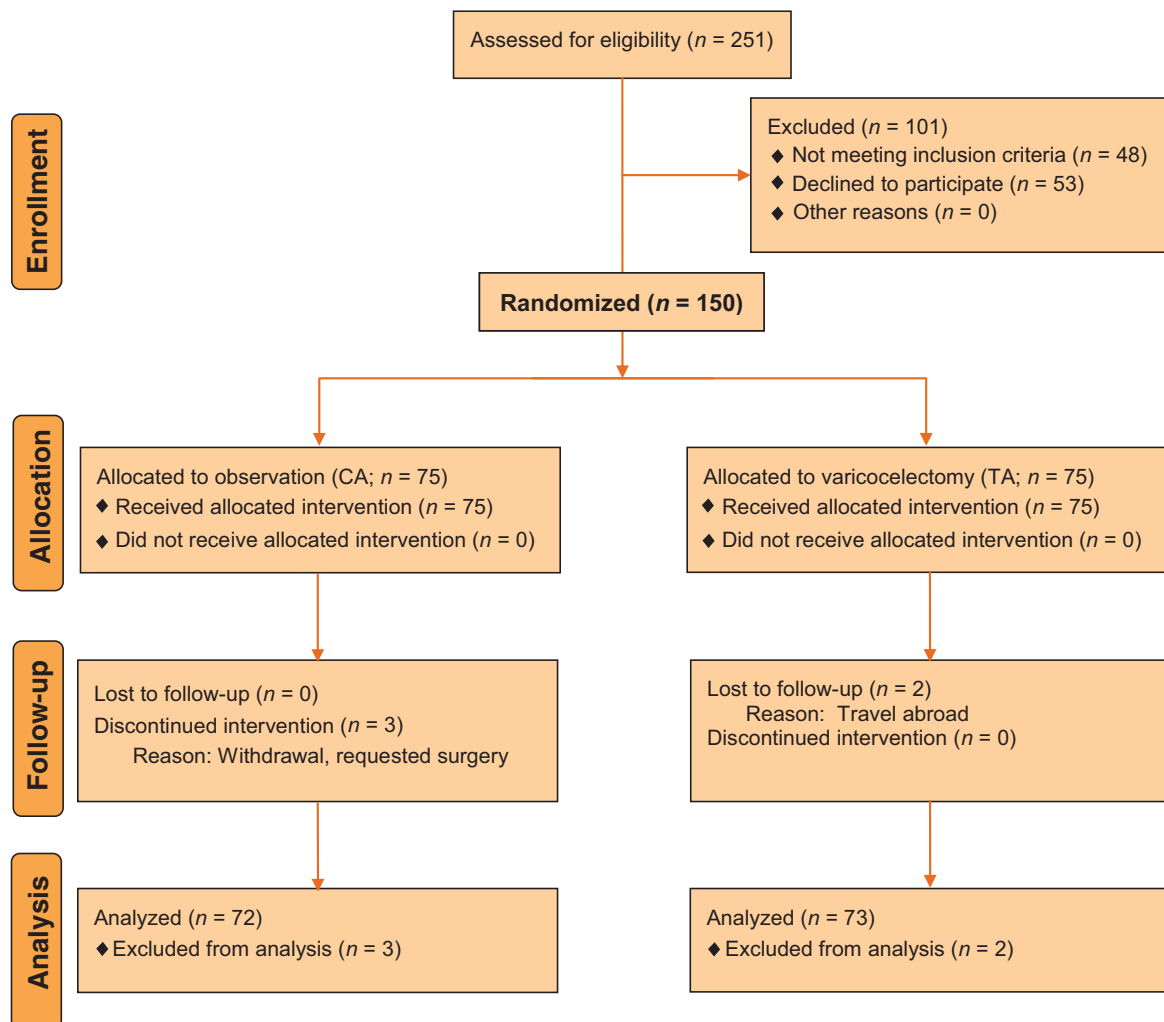 Assessed for eligibility (n = 251)
Enrollment
Excluded (n = 101)
♦ Not meeting inclusion criteria (n = 48)
♦ Declined to participate (n = 53)
♦ Other reasons (n = 0)
Randomized (n = 150)
Allocation
Allocated to observation (CA; n = 75)
♦ Received allocated intervention (n = 75)
♦ Did not receive allocated intervention (n = 0)
Allocated to varicocelectomy (TA; n = 75)
♦ Received allocated intervention (n = 75)
♦ Did not receive allocated intervention (n = 0)
Follow-up
Lost to follow-up (n = 0)
Discontinued intervention (n = 3)
Reason: Withdrawal, requested surgery
Lost to follow-up (n = 2)
Reason: Travel abroad
Discontinued intervention (n = 0)
Analysis
Analyzed (n = 72)
♦ Excluded from analysis (n = 3)
Analyzed (n = 73)
♦ Excluded from analysis (n = 2)